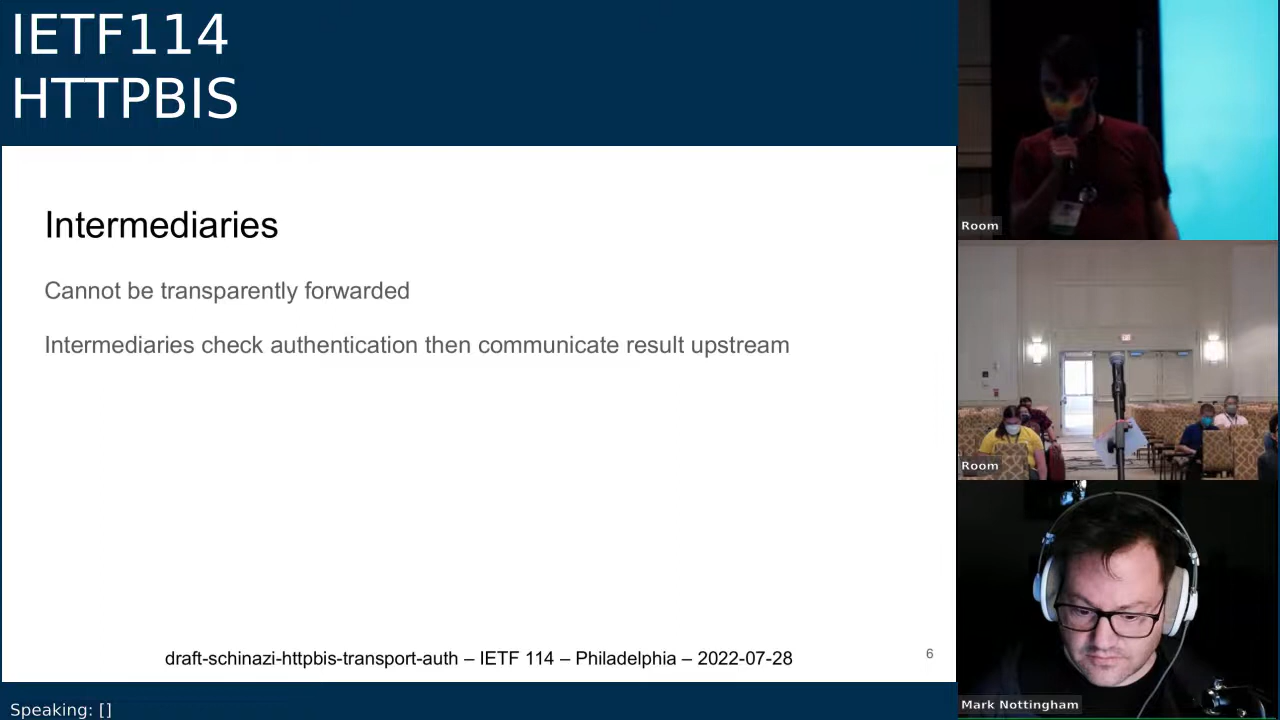 IETF114
HTTPBIS
Intermediaries
Cannot be transparently forwarded
Intermediaries check authentication then communicate result upstream
draft-schinazi-httpbis-transport-auth – IETF 114 – Philadelphia – 2022-07-28
6
Speaking: []
Room
Room
Mark Nottingham